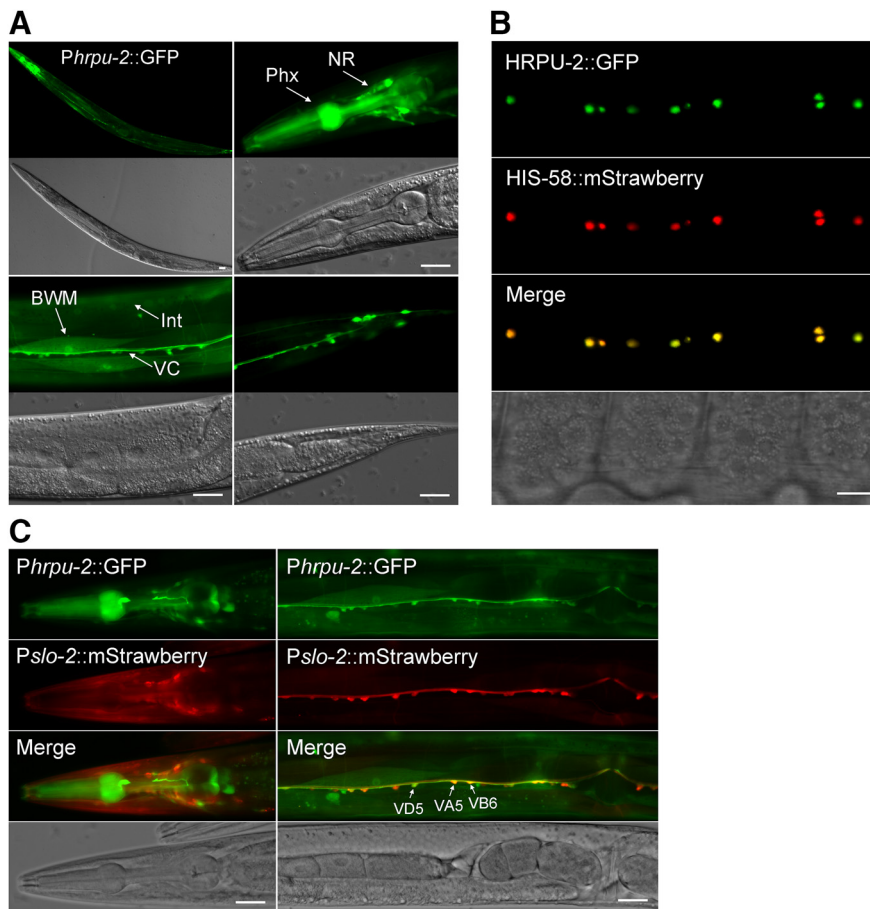 A
Phrpu-2::GFP
Phx
NR
BWM
Int
VC
B
HRPU-2::GFP
HIS-58::mStrawberry
Merge
C
Phrpu-2::GFP
Pslo-2::mStrawberry
Merge
Phrpu-2::GFP
Pslo-2::mStrawberry
Merge
VD5
VA5
VB6